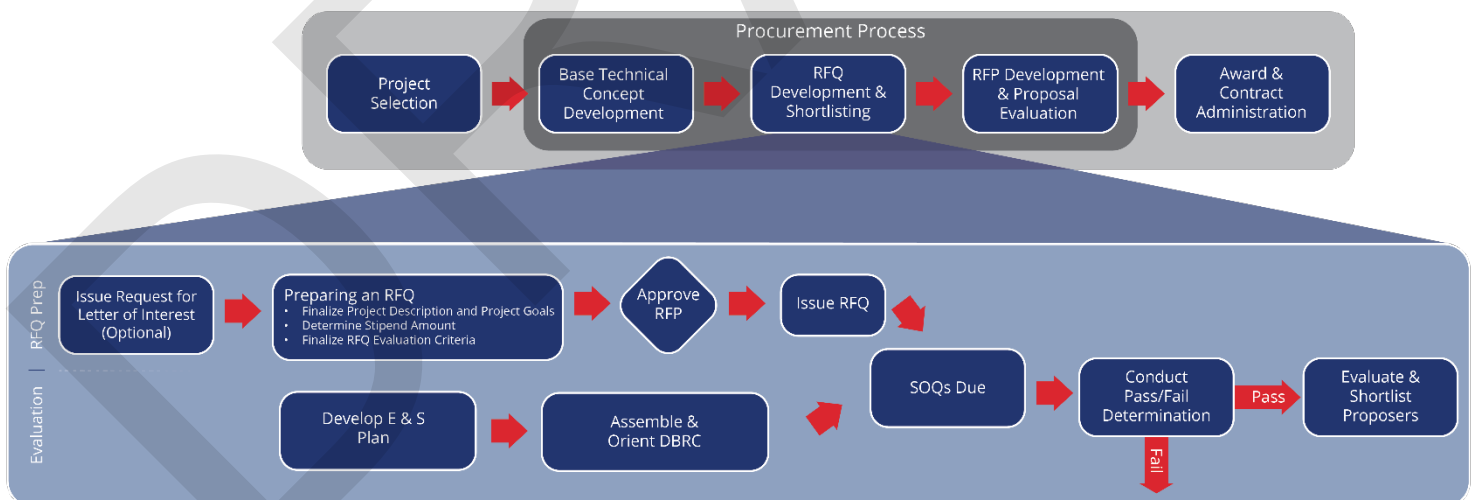 Procurement Process
Project
Selection
Base Technical
Concept
Development
RFQ
Development &
Shortlisting
RFP Development
& Proposal
Evaluation
Award &
Contract
Administration
RFQ Prep
Issue Request for
Letter of Interest
(Optional)
Preparing an RFQ
• Finalize Project Description and Project Goals
• Determine Stipend Amount
• Finalize RFQ Evaluation Criteria
Approve
RFP
Issue RFQ
Evaluation
Develop E & S
Plan
Assemble &
Orient DBRC
SOQs Due
Conduct
Pass/Fail
Determination
Pass
Fail
Evaluate &
Shortlist
Proposers